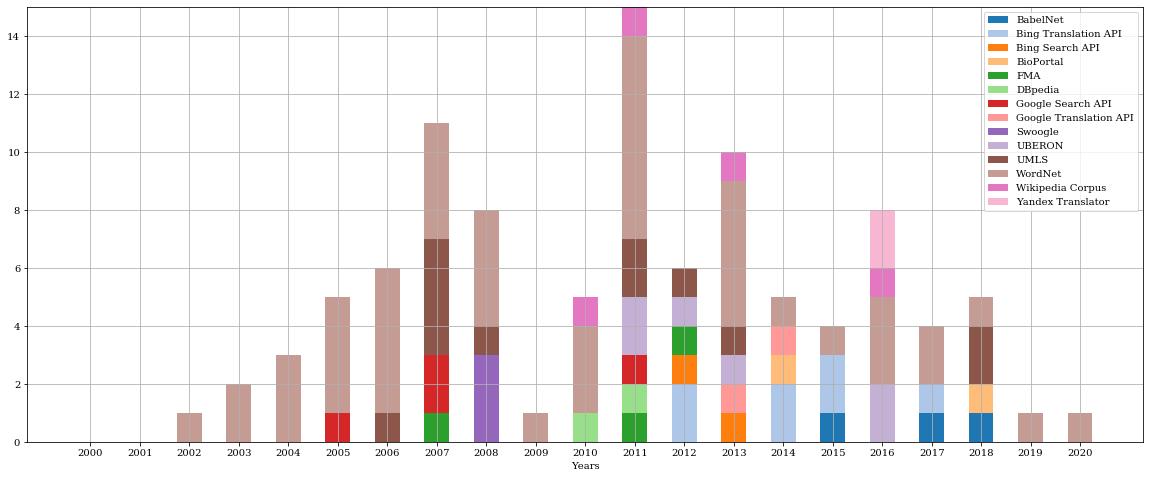 14
12
10
8
6
4
2
0
BabelNet
Bing Translation API
Bing Search API
BioPortal
FMA
DBpedia
Google Search API
Google Translation API
Swoogle
UBERON
UMLS
WordNet
Wikipedia Corpus
Yandex Translator
2000 2001 2002 2003 2004 2005 2006 2007 2008 2009 2010 2011 2012 2013 2014 2015 2016 2017 2018 2019 2020
Years